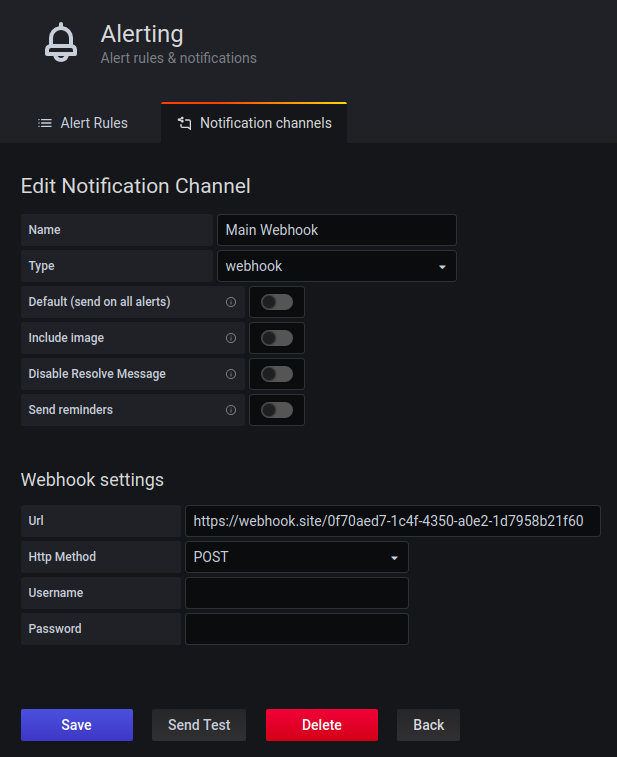 Alerting
Alert rules & notifications
Alert Rules
Notification channels
Edit Notification Channel
Name
Main Webhook
Type
webhook
Default (send on all alerts)
Include image
Disable Resolve Message
Send reminders
Webhook settings
Url
https://webhook.site/0f70aed7-1c4f-4350-a0e2-1d7958b21f60
Http Method
POST
Username
Password
Save
Send Test
Delete
Back